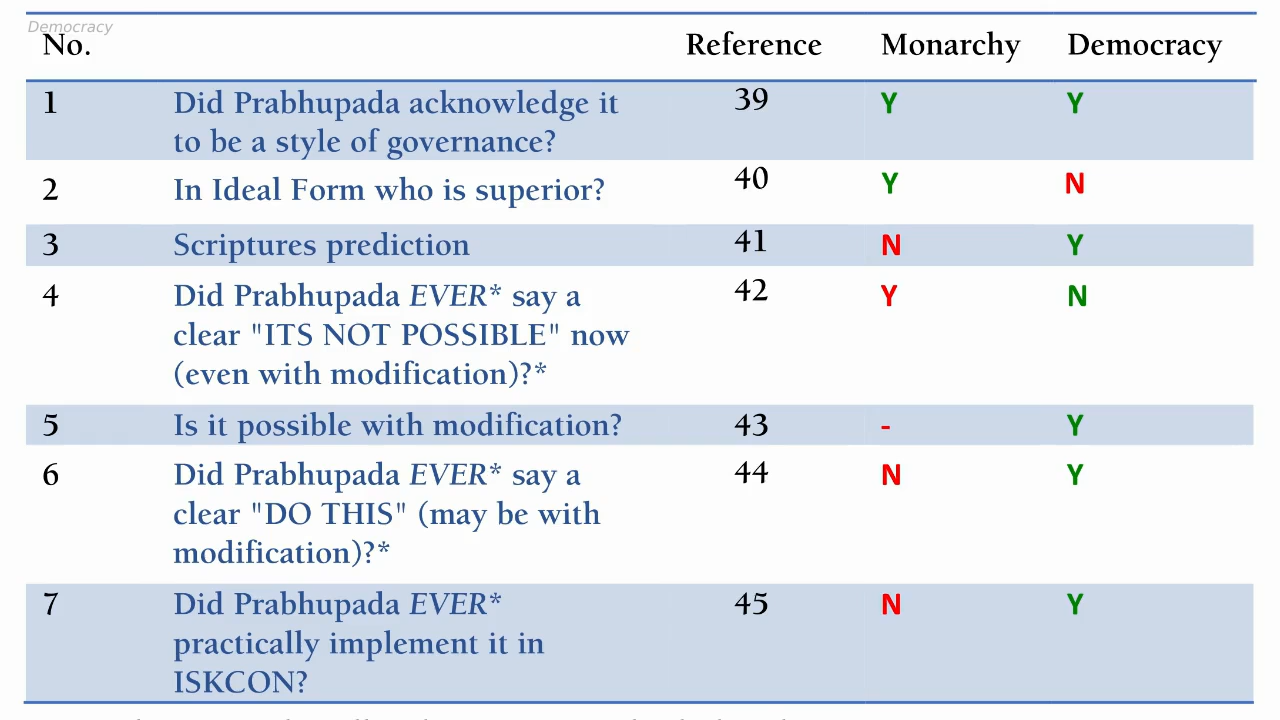 Democracy
No. Reference Monarchy Democracy
1 Did Prabhupada acknowledge it 39 Y Y
to be a style of governance?
2 In Ideal Form who is superior? 40 Y N
3 Scriptures prediction 41 N Y
4 Did Prabhupada EVER* say a 42 Y N
clear "ITS NOT POSSIBLE" now
(even with modification)?*
5 Is it possible with modification? 43 - Y
6 Did Prabhupada EVER* say a 44 N Y
clear "DO THIS" (may be with
modification)?*
7 Did Prabhupada EVER* 45 N Y
practically implement it in
ISKCON?